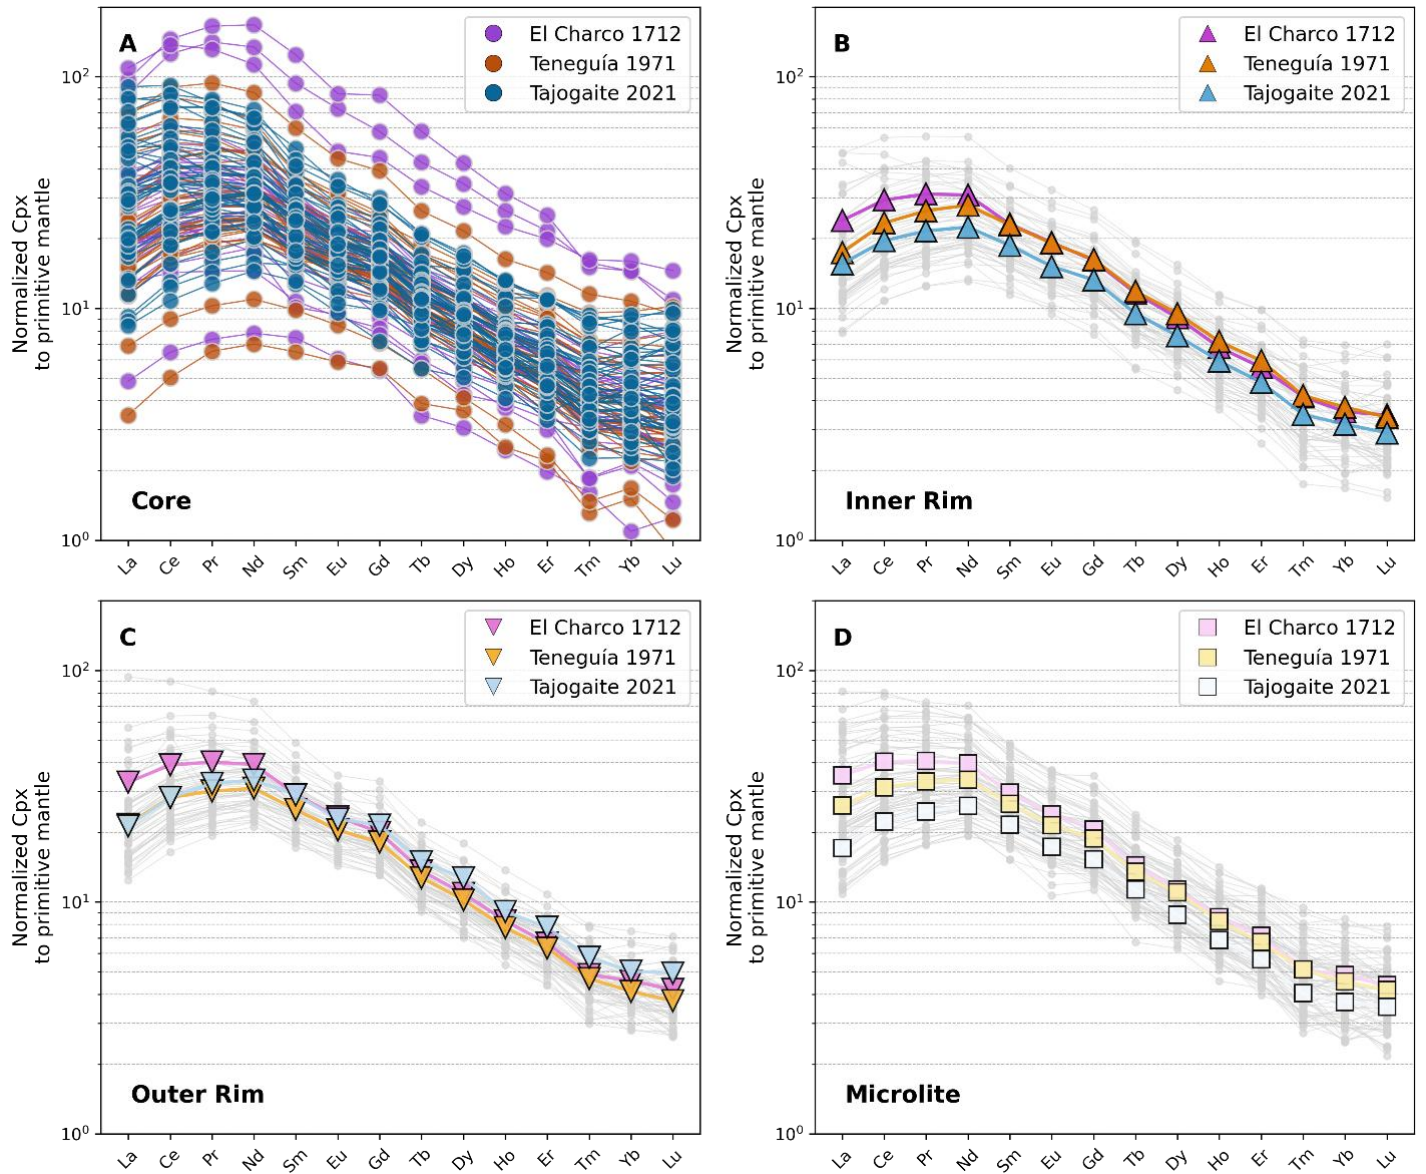 A
El Charco 1712
Teneguía 1971
Tajogaite 2021
Normalized Cpx
to primitive mantle
10²
10¹
10⁰
Core
La Ce Pr Nd Sm Eu Gd Tb Dy Ho Er Tm Yb Lu
B
El Charco 1712
Teneguía 1971
Tajogaite 2021
Normalized Cpx
to primitive mantle
10²
10¹
10⁰
Inner Rim
La Ce Pr Nd Sm Eu Gd Tb Dy Ho Er Tm Yb Lu
C
El Charco 1712
Teneguía 1971
Tajogaite 2021
Normalized Cpx
to primitive mantle
10²
10¹
10⁰
Outer Rim
La Ce Pr Nd Sm Eu Gd Tb Dy Ho Er Tm Yb Lu
D
El Charco 1712
Teneguía 1971
Tajogaite 2021
Normalized Cpx
to primitive mantle
10²
10¹
10⁰
Microlite
La Ce Pr Nd Sm Eu Gd Tb Dy Ho Er Tm Yb Lu